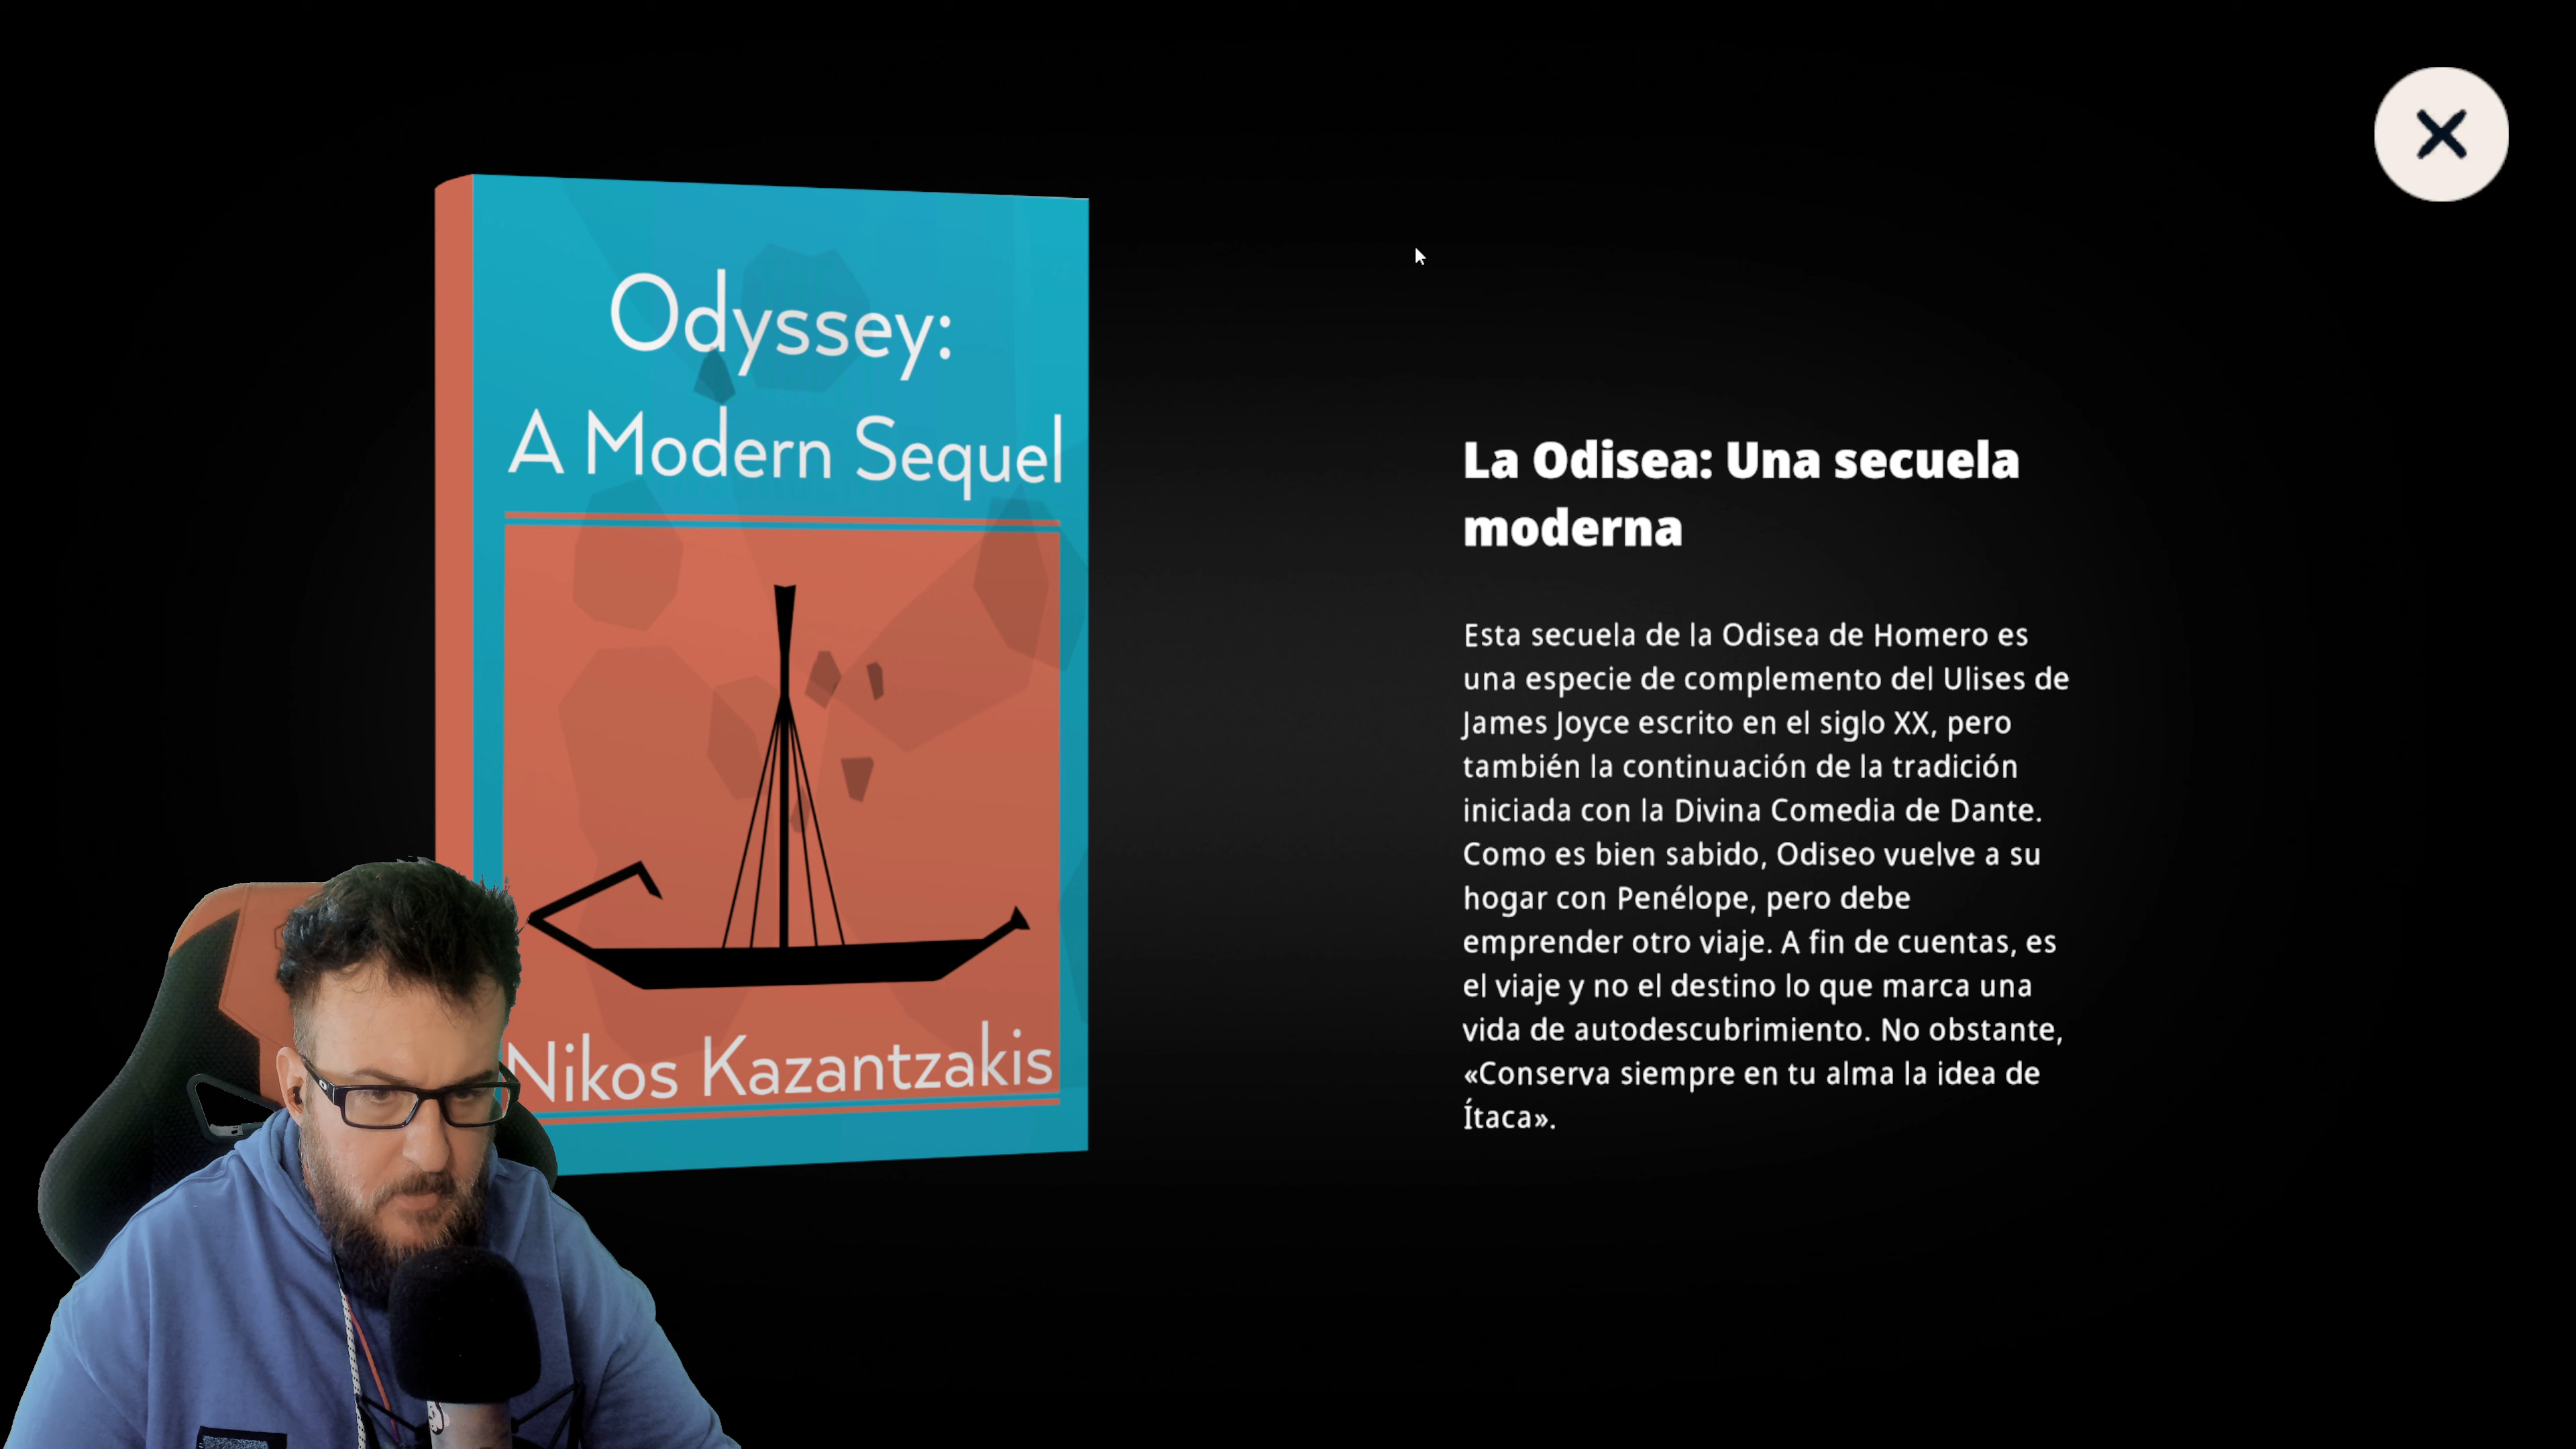 Odyssey:
A Modern Sequel
Nikos Kazantzakis
La Odisea: Una secuela
moderna
Esta secuela de la Odisea de Homero es
una especie de complemento del Ulises de
James Joyce escrito en el siglo XX, pero
también la continuación de la tradición
iniciada con la Divina Comedia de Dante.
Como es bien sabido, Odiseo vuelve a su
hogar con Penélope, pero debe
emprender otro viaje. A fin de cuentas, es
el viaje y no el destino lo que marca una
vida de autodescubrimiento. No obstante,
«Conserva siempre en tu alma la idea de
Ítaca».